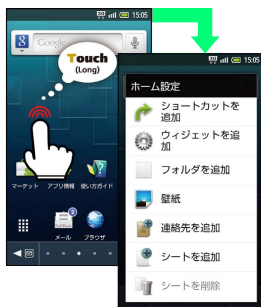 3G 15:05
8 Google
Touch
(Long)
マーケット アプリ情報 使い方ガイド
2
メール ブラウザ
3G 15:05
ホーム設定
ショートカットを
追加
ウィジェットを追
加
フォルダを追加
壁紙
連絡先を追加
シートを追加
シートを削除